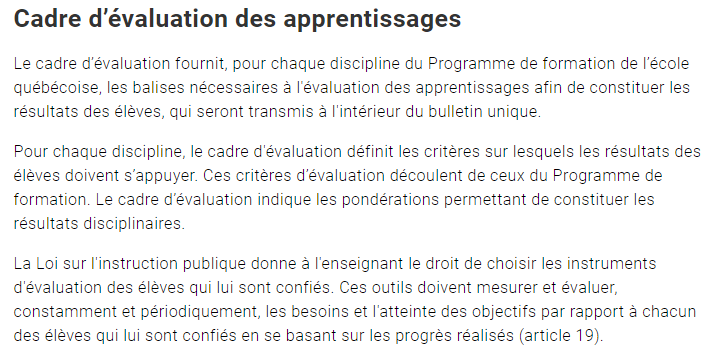 Cadre d’évaluation des apprentissages
Le cadre d’évaluation fournit, pour chaque discipline du Programme de formation de l’école
québécoise, les balises nécessaires à l'évaluation des apprentissages afin de constituer les
résultats des élèves, qui seront transmis à l'intérieur du bulletin unique.
Pour chaque discipline, le cadre d'évaluation définit les critères sur lesquels les résultats des
élèves doivent s’appuyer. Ces critères d’évaluation découlent de ceux du Programme de
formation. Le cadre d’évaluation indique les pondérations permettant de constituer les
résultats disciplinaires.
La Loi sur l'instruction publique donne à l'enseignant le droit de choisir les instruments
d'évaluation des élèves qui lui sont confiés. Ces outils doivent mesurer et évaluer,
constamment et périodiquement, les besoins et l'atteinte des objectifs par rapport à chacun
des élèves qui lui sont confiés en se basant sur les progrès réalisés (article 19).